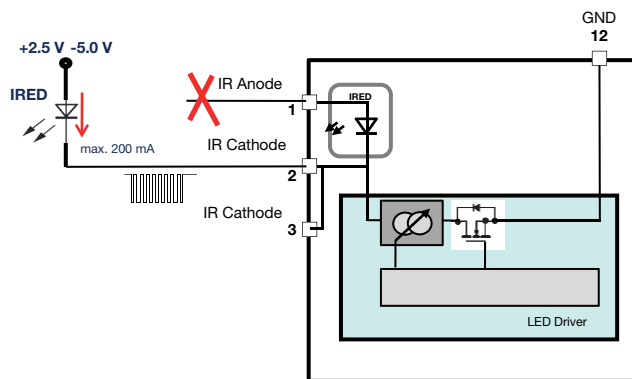 GND
12
+2.5 V -5.0 V
IR Anode
IRED
IRED
1
max. 200 mA
IR Cathode
2
IR Cathode
3
LED Driver